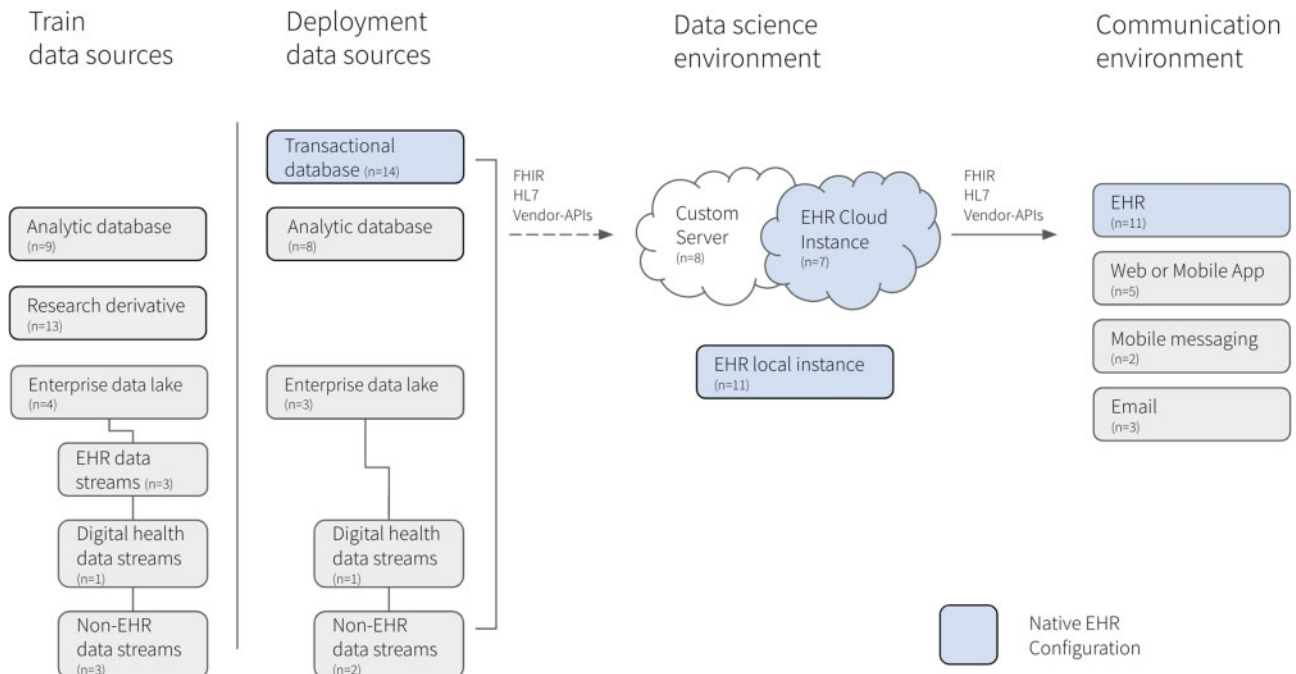 Train
data sources
Analytic database
(n=9)
Research derivative
(n=13)
Enterprise data lake
(n=4)
EHR data
streams (n=3)
Digital health
data streams
(n=1)
Non-EHR
data streams
(n=3)
Deployment
data sources
Transactional
database (n=14)
Analytic database
(n=8)
Enterprise data lake
(n=3)
Digital health
data streams
(n=1)
Non-EHR
data streams
(n=2)
FHIR
HL7
Vendor-APIs
Data science
environment
Custom
Server
(n=8)
EHR Cloud
Instance
(n=7)
EHR local instance
(n=11)
FHIR
HL7
Vendor-APIs
Communication
environment
EHR
(n=11)
Web or Mobile App
(n=5)
Mobile messaging
(n=2)
Email
(n=3)
Native EHR
Configuration